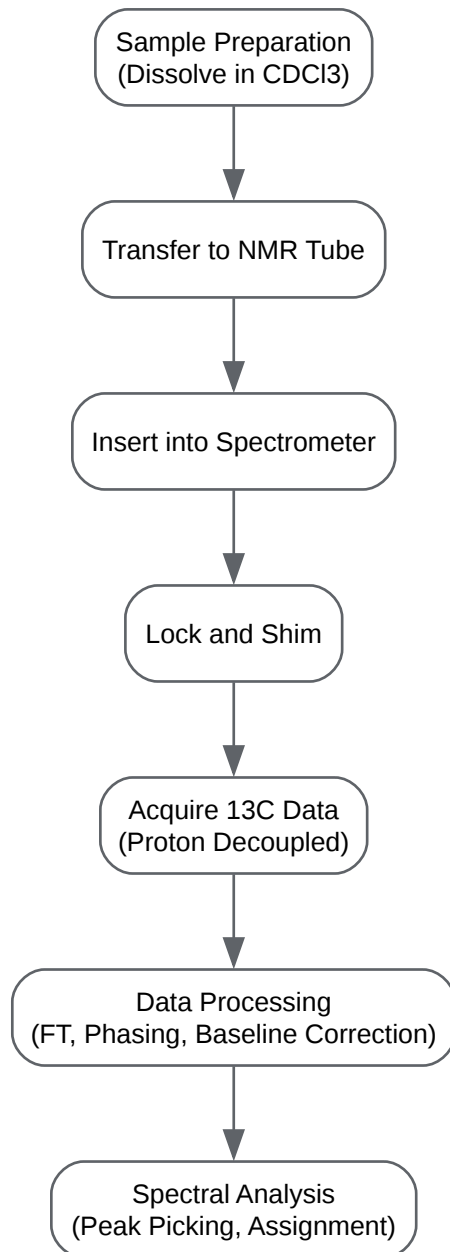 Sample Preparation
(Dissolve in CDCl3)
Transfer to NMR Tube
Insert into Spectrometer
Lock and Shim
Acquire 13C Data
(Proton Decoupled)
Data Processing
(FT, Phasing, Baseline Correction)
Spectral Analysis
(Peak Picking, Assignment)